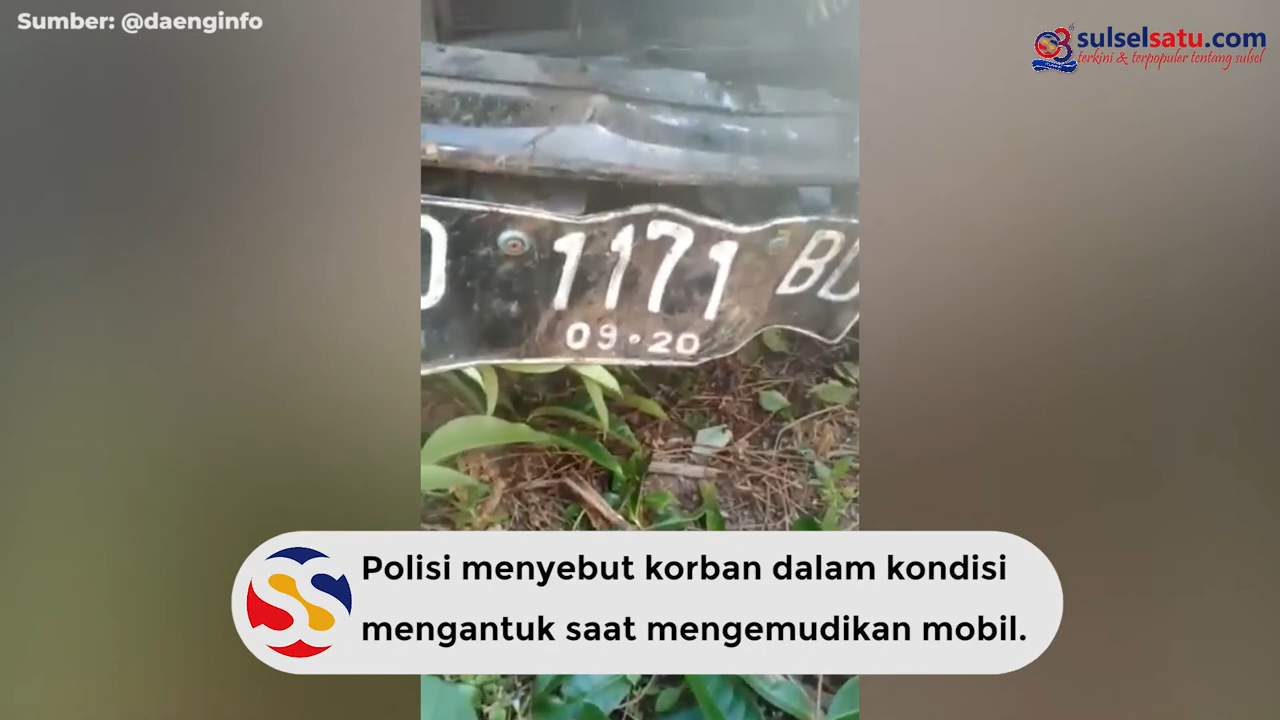 Sumber: @daenginfo
sulselsatu.com
terkini & terpopuler tentang sulsel
1171
09·20
Polisi menyebut korban dalam kondisi
mengantuk saat mengemudikan mobil.